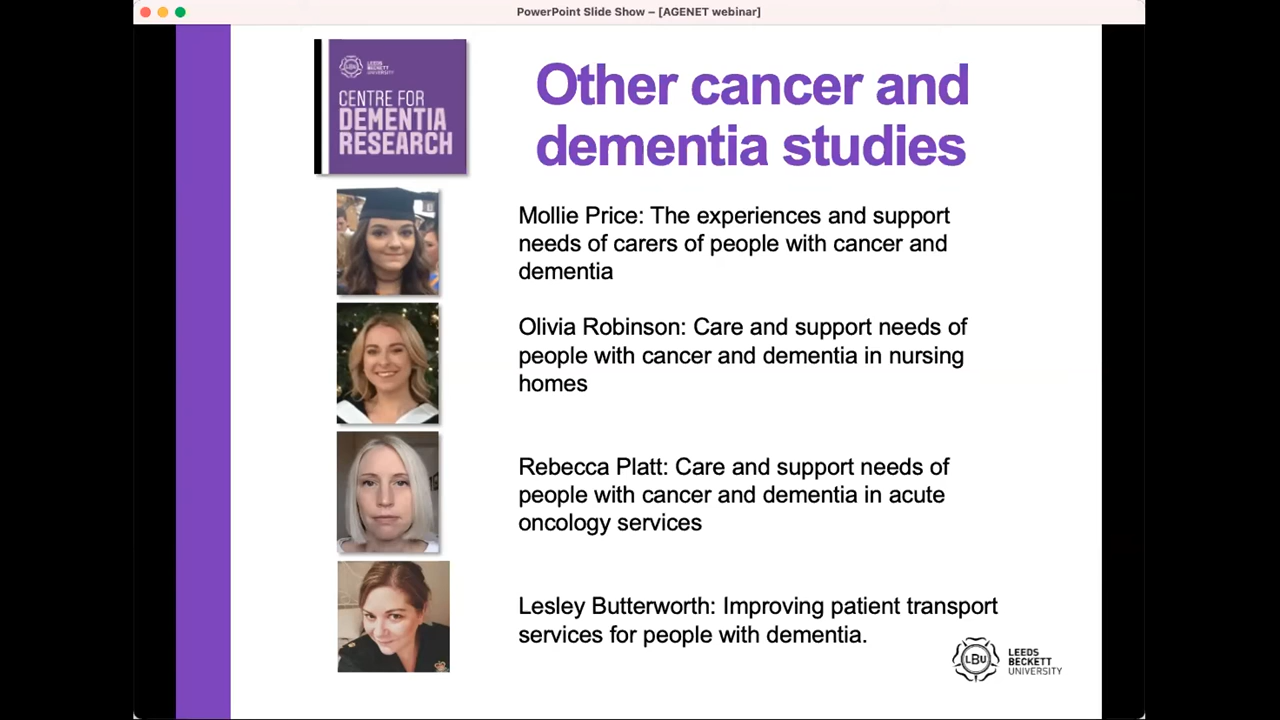 PowerPoint Slide Show – [AGENET webinar]
LEEDS
BECKETT
UNIVERSITY
CENTRE FOR
DEMENTIA
RESEARCH
Other cancer and
dementia studies
Mollie Price: The experiences and support
needs of carers of people with cancer and
dementia
Olivia Robinson: Care and support needs of
people with cancer and dementia in nursing
homes
Rebecca Platt: Care and support needs of
people with cancer and dementia in acute
oncology services
Lesley Butterworth: Improving patient transport
services for people with dementia.
LBU
LEEDS
BECKETT
UNIVERSITY